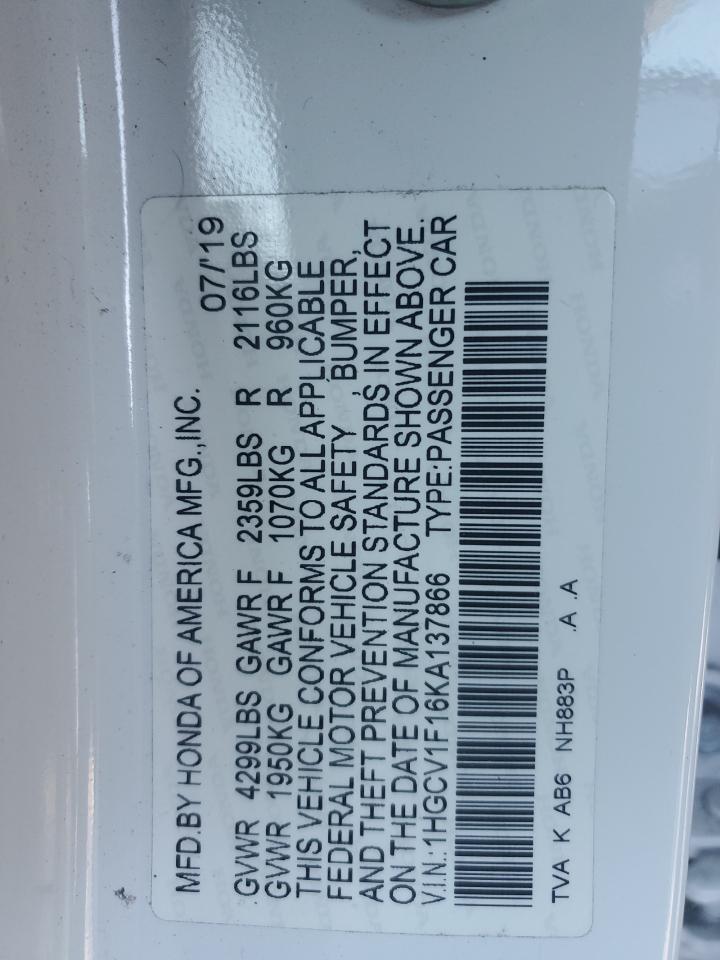 MFD.BY HONDA OF AMERICA MFG.,INC. 07/'19
GVWR 4299LBS GAWR F 2359LBS R 2116LBS
GVWR 1950KG GAWR F 1070KG R 960KG
THIS VEHICLE CONFORMS TO ALL APPLICABLE
FEDERAL MOTOR VEHICLE SAFETY , BUMPER,
AND THEFT PREVENTION STANDARDS IN EFFECT
ON THE DATE OF MANUFACTURE SHOWN ABOVE.
V.I.N.:1HGCV1F16KA137866 TYPE:PASSENGER CAR
TVA K AB6 NH883P .A .A